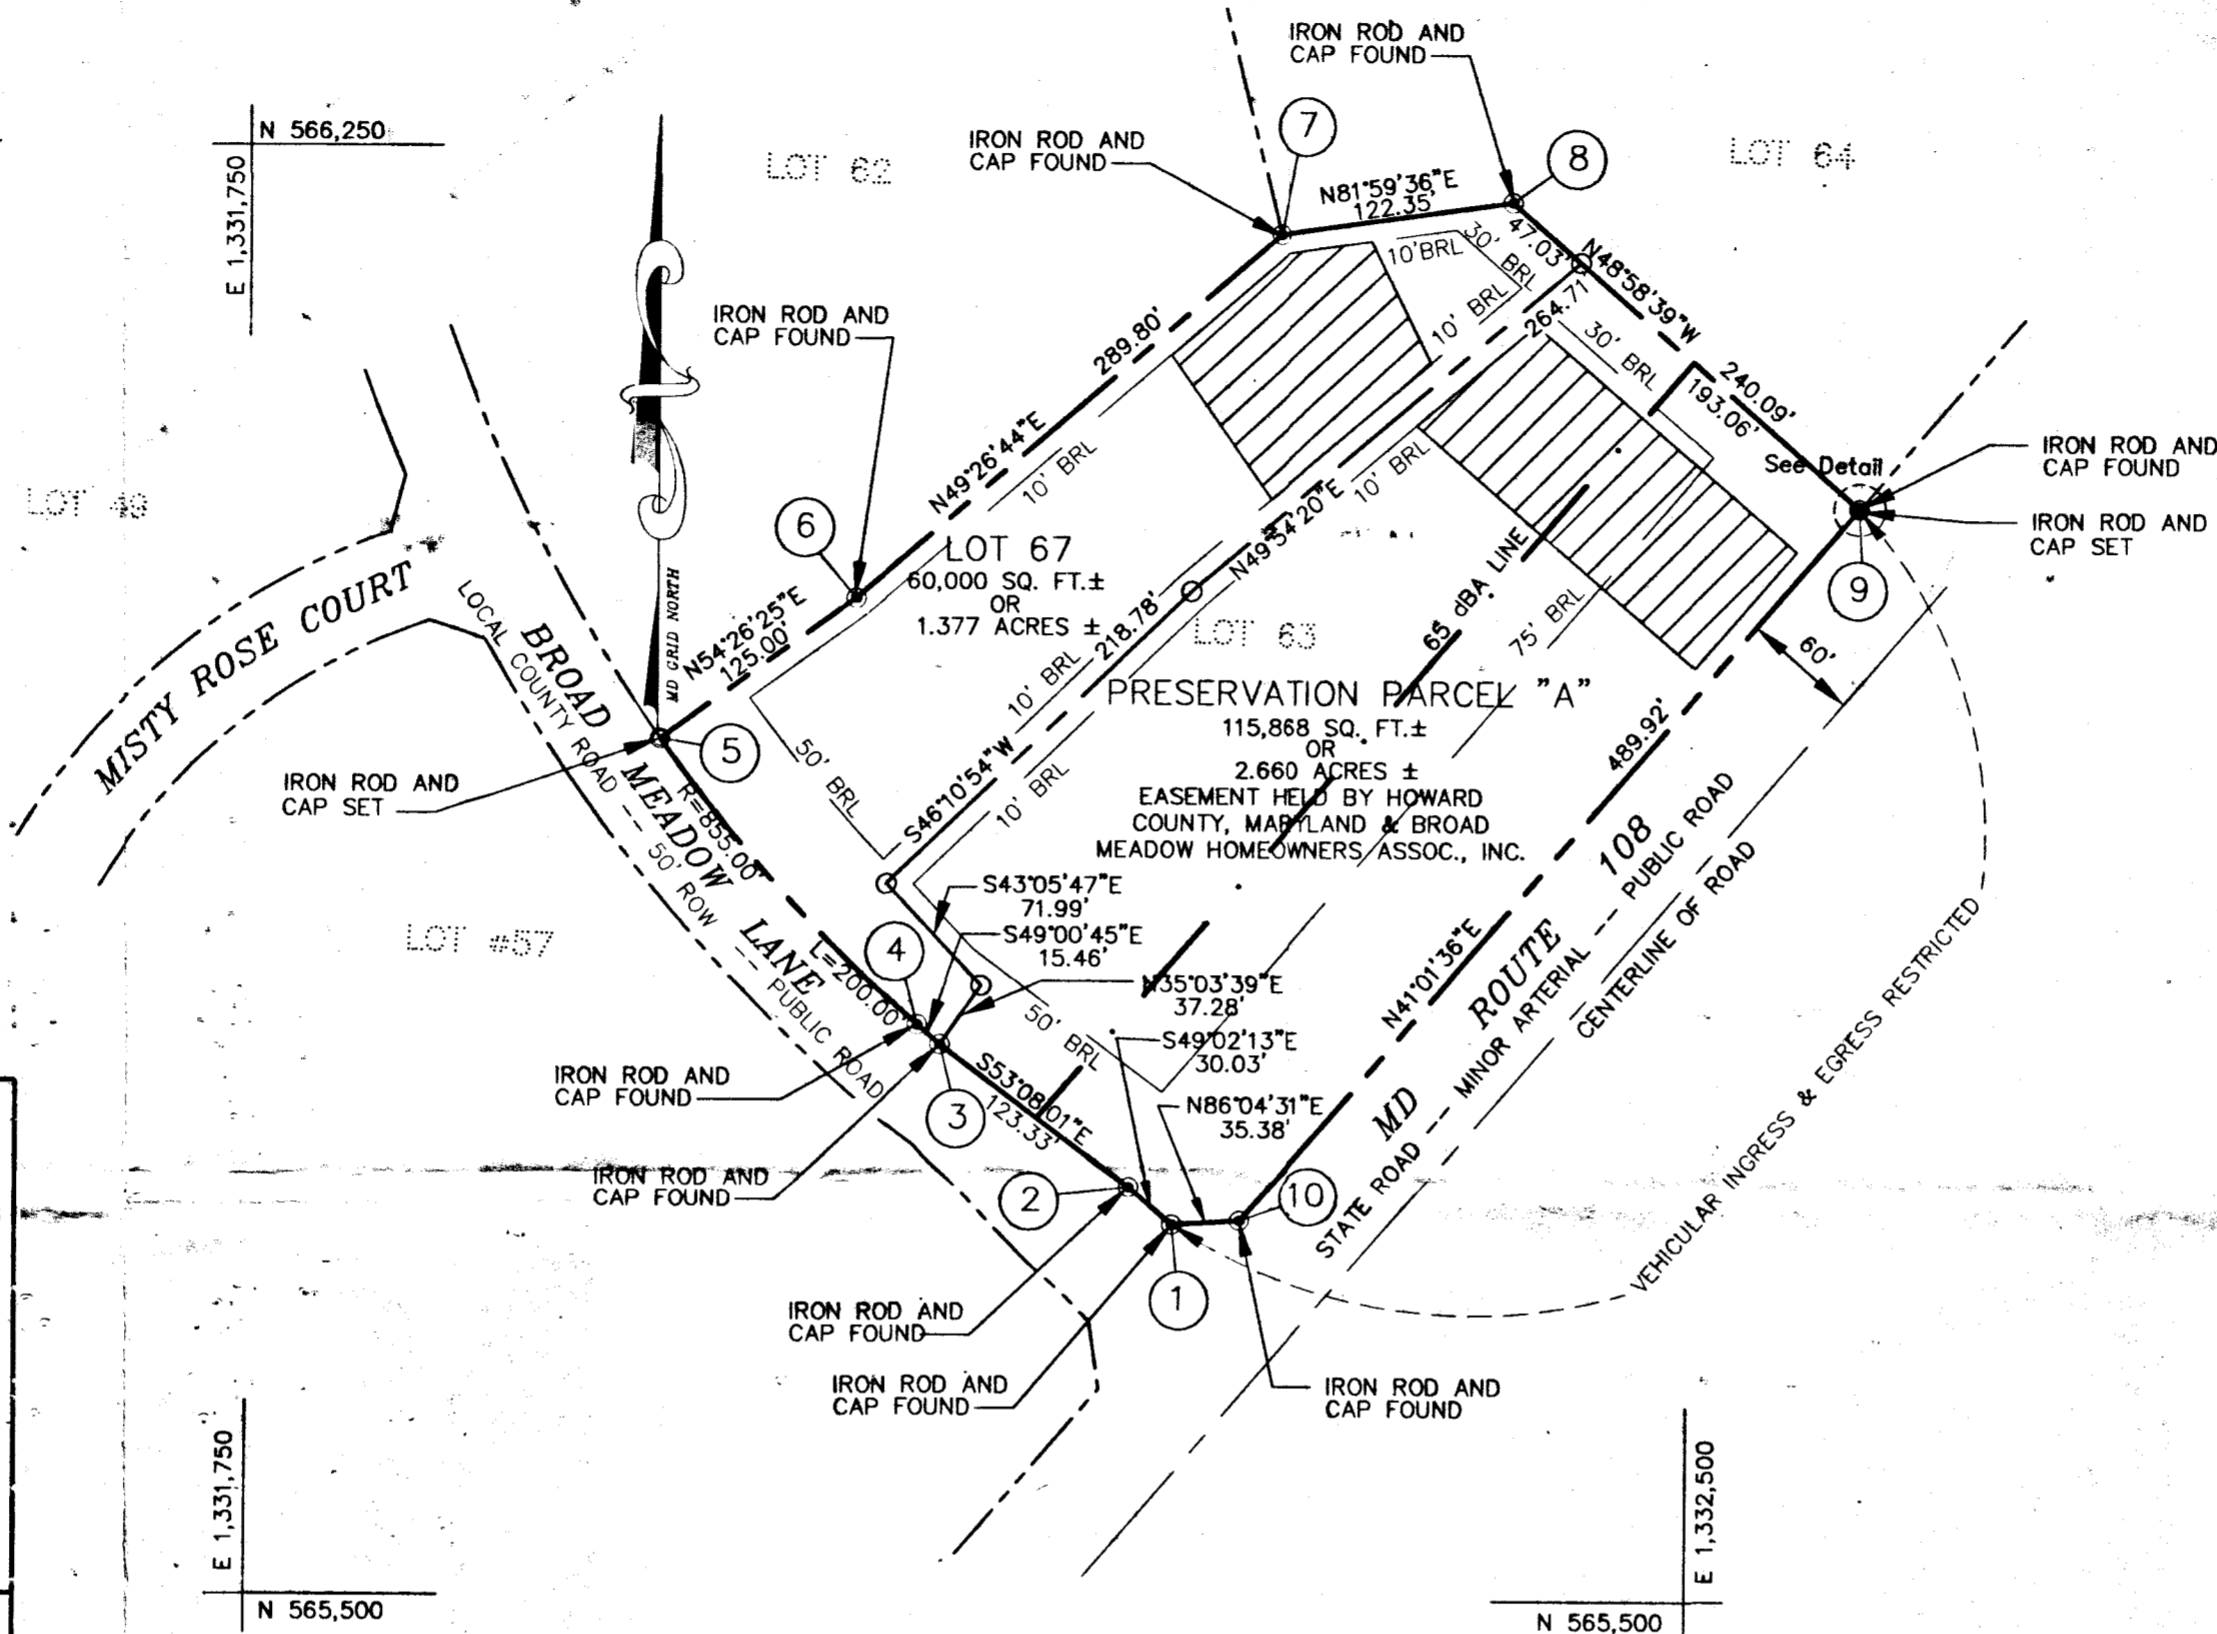 IRON ROD AND
CAP FOUND
N 566,250
E 1,331,750
LOT 62
IRON ROD AND
CAP FOUND
7
8
LOT 64
N81°59'36"E
122.35'
47.03'
N48°58'39"W
10'BRL
30' BRL
10' BRL
264.71
30' BRL
240.09'
193.06'
IRON ROD AND
CAP FOUND
289.80'
N49°26'44"E
10' BRL
See Detail
IRON ROD AND
CAP FOUND
IRON ROD AND
CAP SET
9
LOT 49
6
LOT 67
60,000 SQ. FT.±
OR
1.377 ACRES ±
N49°54'20"E
10' BRL
LOT 63
65 dBA LINE
75' BRL
60'
MISTY ROSE COURT
BROAD MEADOW LANE
LOCAL COUNTY ROAD -- 50' ROW -- PUBLIC ROAD
MD GRID NORTH
N54°26'25"E
125.00'
218.78'
10' BRL
S46°10'54"W
10' BRL
PRESERVATION PARCEL "A"
115,868 SQ. FT.±
OR
2.660 ACRES ±
EASEMENT HELD BY HOWARD
COUNTY, MARYLAND & BROAD
MEADOW HOMEOWNERS ASSOC., INC.
489.92'
N41°01'36"E
5
50' BRL
IRON ROD AND
CAP SET
R=855.00'
L=200.00'
LOT #57
4
S43°05'47"E
71.99'
S49°00'45"E
15.46'
N35°03'39"E
37.28'
50' BRL
S49°02'13"E
30.03'
N86°04'31"E
35.38'
MD ROUTE 108
STATE ROAD -- MINOR ARTERIAL -- PUBLIC ROAD
CENTERLINE OF ROAD
VEHICULAR INGRESS & EGRESS RESTRICTED
IRON ROD AND
CAP FOUND
3
S53°08'01"E
123.33'
IRON ROD AND
CAP FOUND
2
10
1
IRON ROD AND
CAP FOUND
IRON ROD AND
CAP FOUND
IRON ROD AND
CAP FOUND
E 1,331,750
N 565,500
E 1,332,500
N 565,500